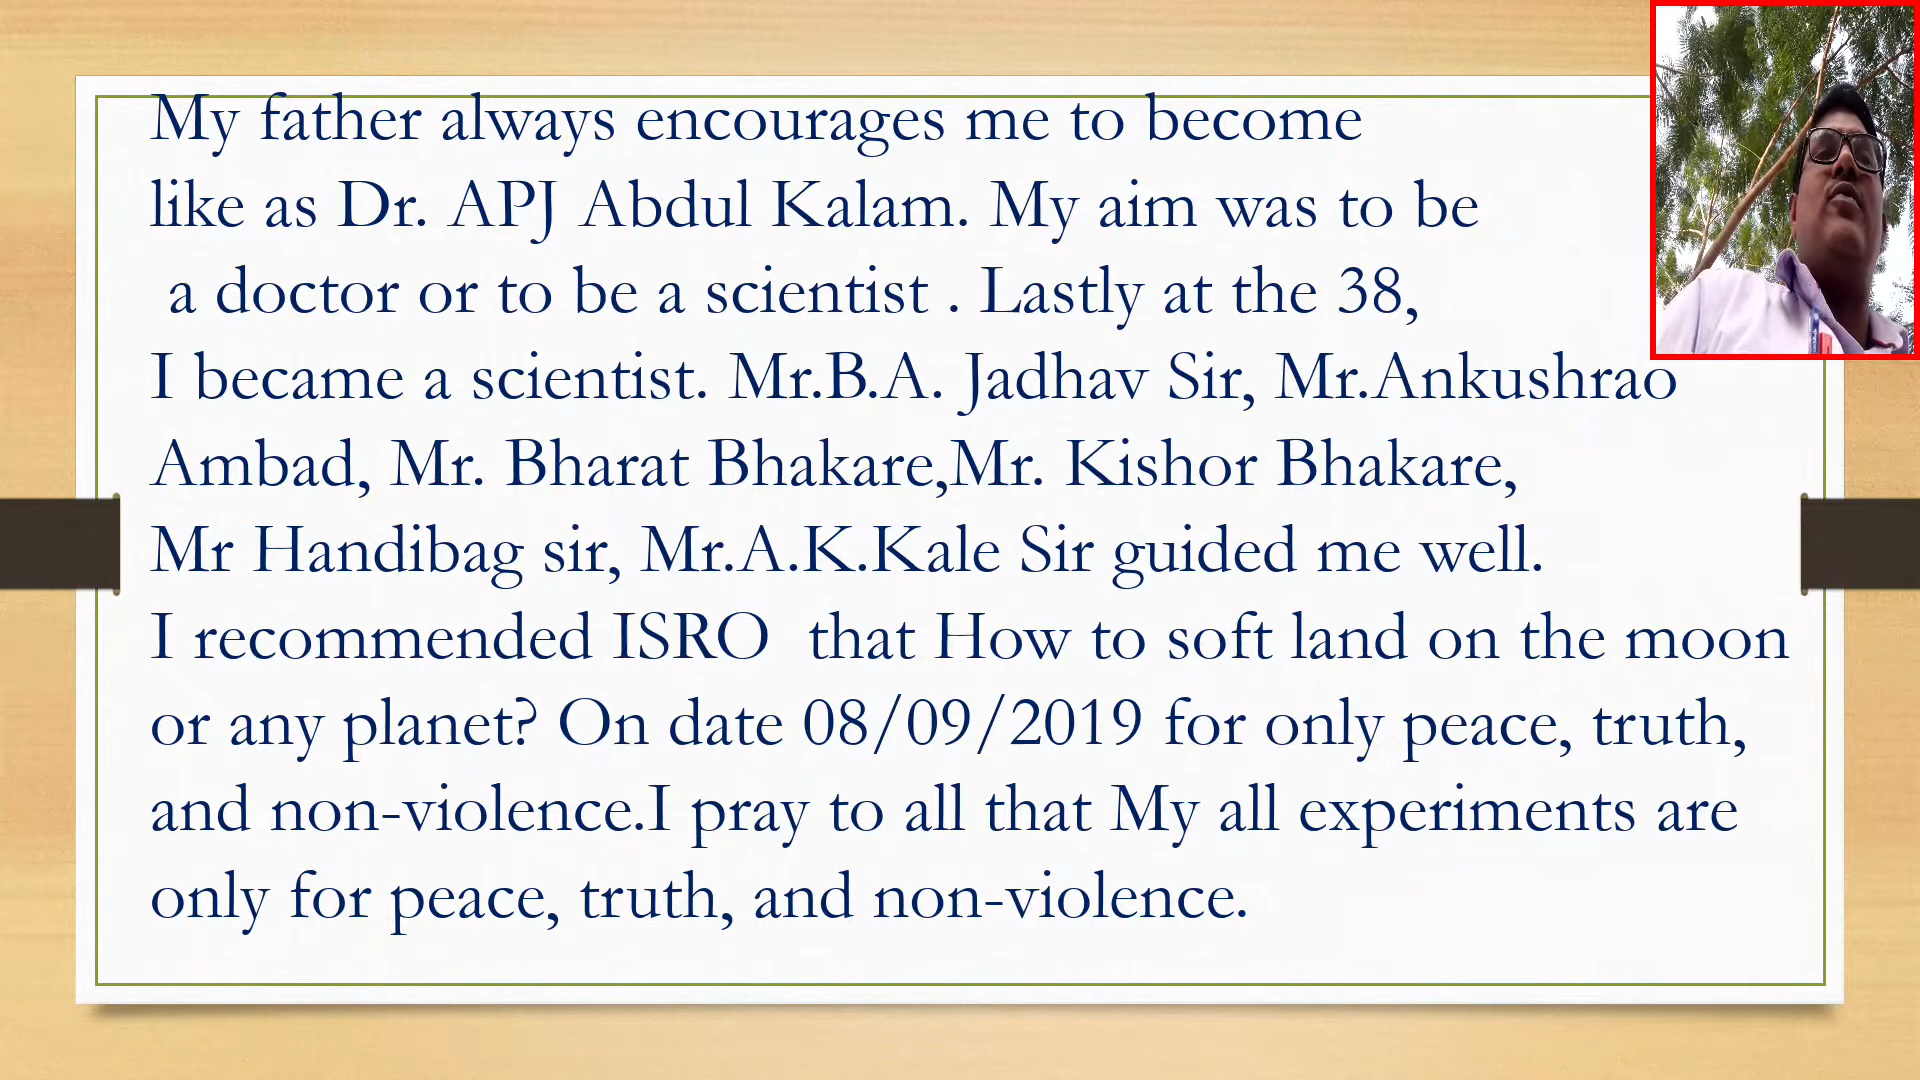 My father always encourages me to become
like as Dr. APJ Abdul Kalam. My aim was to be
a doctor or to be a scientist . Lastly at the 38,
I became a scientist. Mr.B.A. Jadhav Sir, Mr.Ankushrao
Ambad, Mr. Bharat Bhakare,Mr. Kishor Bhakare,
Mr Handibag sir, Mr.A.K.Kale Sir guided me well.
I recommended ISRO  that How to soft land on the moon
or any planet? On date 08/09/2019 for only peace, truth,
and non-violence.I pray to all that My all experiments are
only for peace, truth, and non-violence.